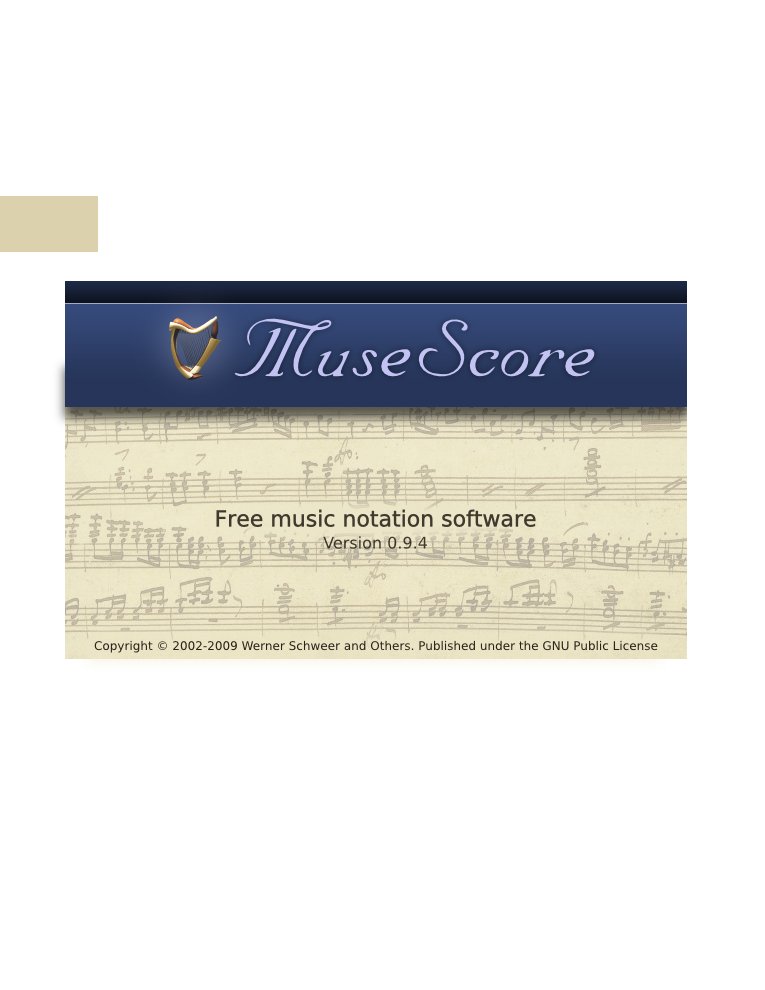 MuseScore
Free music notation software
Version 0.9.4
Copyright © 2002-2009 Werner Schweer and Others. Published under the GNU Public License